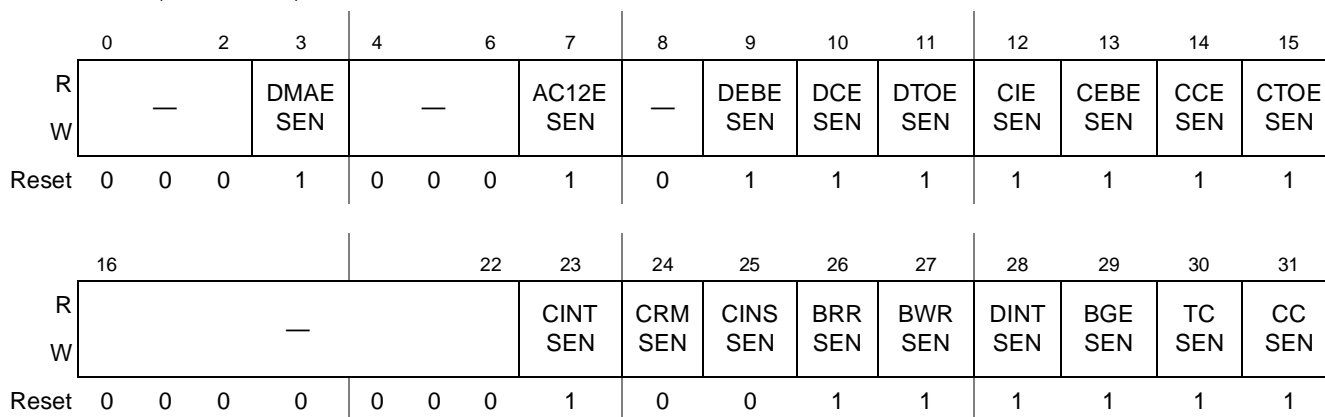 0 2 3 4 6 7 8 9 10 11 12 13 14 15
R — DMAE — AC12E — DEBE DCE DTOE CIE CEBE CCE CTOE
W SEN SEN SEN SEN SEN SEN SEN SEN SEN
Reset 0 0 0 1 0 0 0 1 0 1 1 1 1 1 1 1
16 22 23 24 25 26 27 28 29 30 31
R — CINT CRM CINS BRR BWR DINT BGE TC CC
W SEN SEN SEN SEN SEN SEN SEN SEN SEN
Reset 0 0 0 0 0 0 0 1 0 0 1 1 1 1 1 1